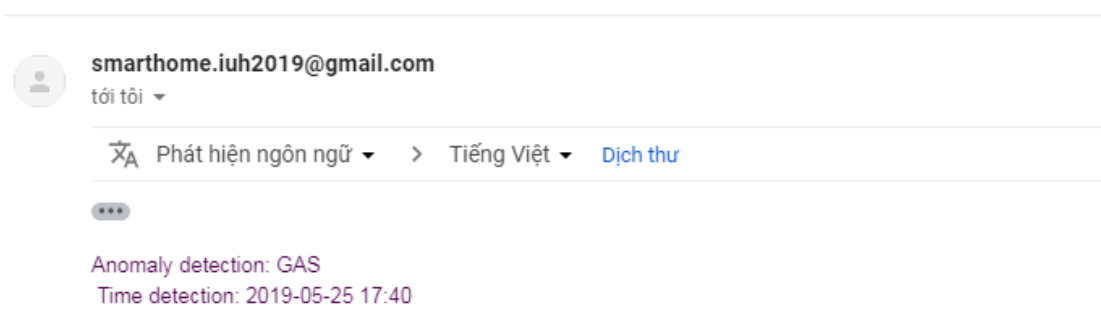 smarthome.iuh2019@gmail.com
tới tôi
Phát hiện ngôn ngữ > Tiếng Việt Dịch thư
Anomaly detection: GAS
Time detection: 2019-05-25 17:40